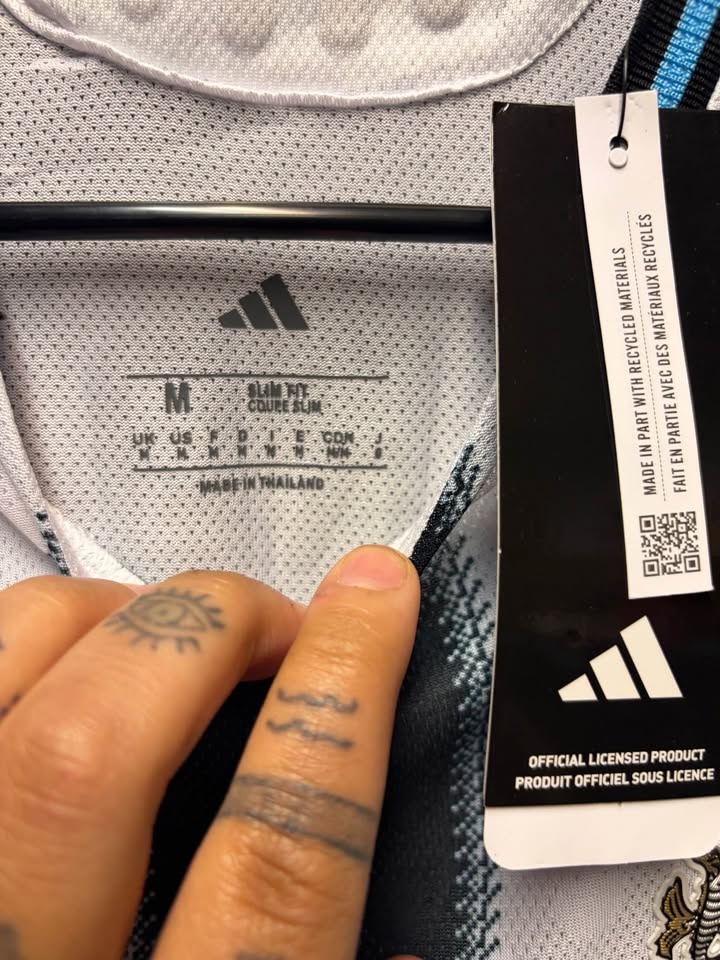 M
SLIM FIT
COUPE SLIM
UK US F D I E CDN J
M M M M M M M/M
MADE IN THAILAND
MADE IN PART WITH RECYCLED MATERIALS
FAIT EN PARTIE AVEC DES MATÉRIAUX RECYCLÉS
OFFICIAL LICENSED PRODUCT
PRODUIT OFFICIEL SOUS LICENCE